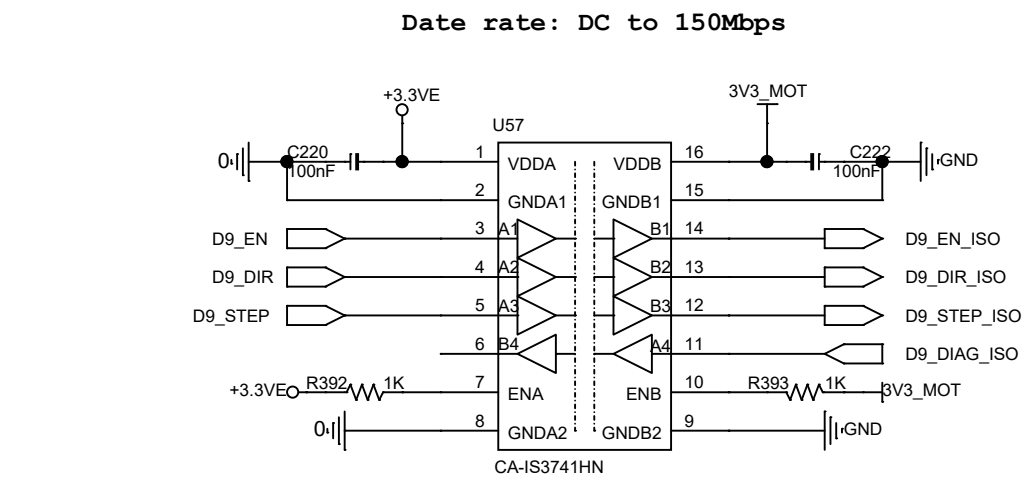 Date rate: DC to 150Mbps
+3.3VE
3V3_MOT
U57
0
C220
100nF
1
VDDA
VDDB
16
C222
100nF
GND
2
GNDA1
GNDB1
15
D9_EN
3
A1
B1
14
D9_EN_ISO
D9_DIR
4
A2
B2
13
D9_DIR_ISO
D9_STEP
5
A3
B3
12
D9_STEP_ISO
6
B4
A4
11
D9_DIAG_ISO
+3.3VE
R392
1K
7
ENA
ENB
10
R393
1K
3V3_MOT
0
8
GNDA2
GNDB2
9
GND
CA-IS3741HN